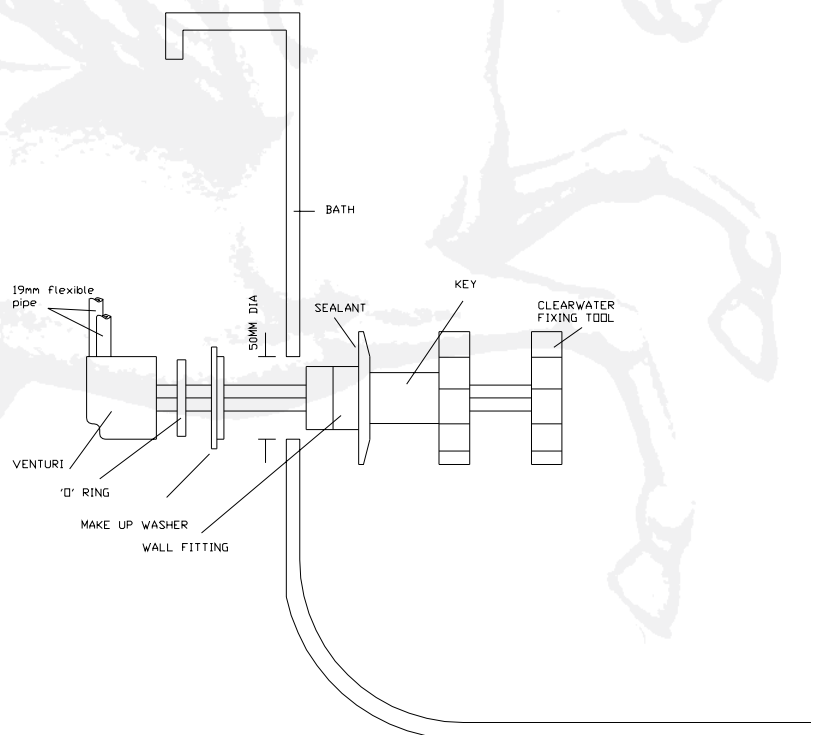 BATH
19mm flexible
pipe
50MM DIA
SEALANT
KEY
CLEARWATER
FIXING TOOL
VENTURI
'O' RING
MAKE UP WASHER
WALL FITTING